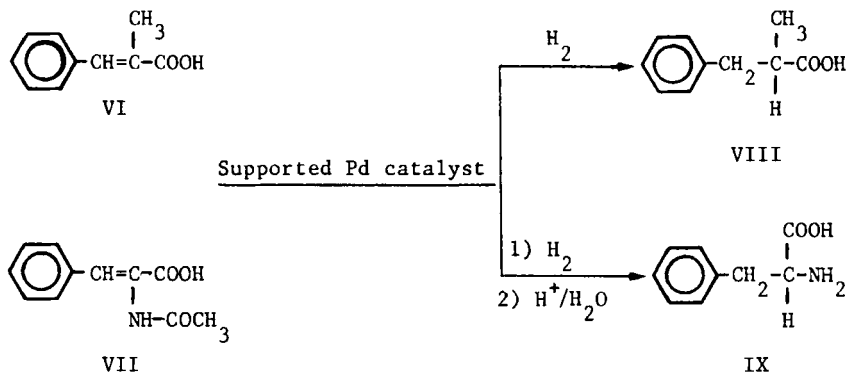 CH₃
CH=C-COOH
VI
H₂
CH₃
CH₂-C-COOH
H
VIII
Supported Pd catalyst
CH=C-COOH
NH-COCH₃
VII
1) H₂
2) H⁺/H₂O
COOH
CH₂-C-NH₂
H
IX